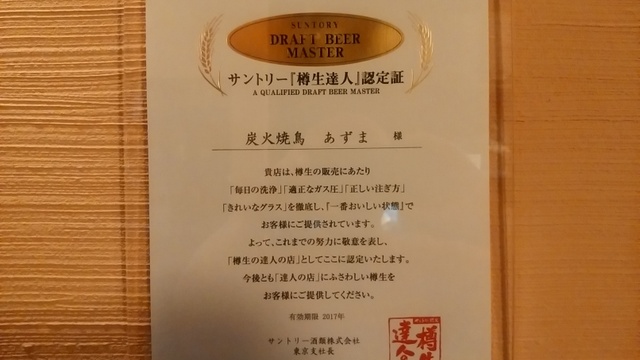 SUNTORY
DRAFT BEER
MASTER
サントリー『樽生達人』認定証
A QUALIFIED DRAFT BEER MASTER
炭火焼鳥 あずま 様
貴店は、樽生の販売にあたり
「毎日の洗浄」「適正なガス圧」「正しい注ぎ方」
「きれいなグラス」を徹底し、「一番おいしい状態」で
お客様にご提供されています。
よって、これまでの努力に敬意を表し、
「樽生の達人の店」としてここに認定いたします。
今後とも「達人の店」にふさわしい樽生を
お客様にご提供してください。
有効期限 2017年
サントリー酒類株式会社
東京支社長
樽生
達人